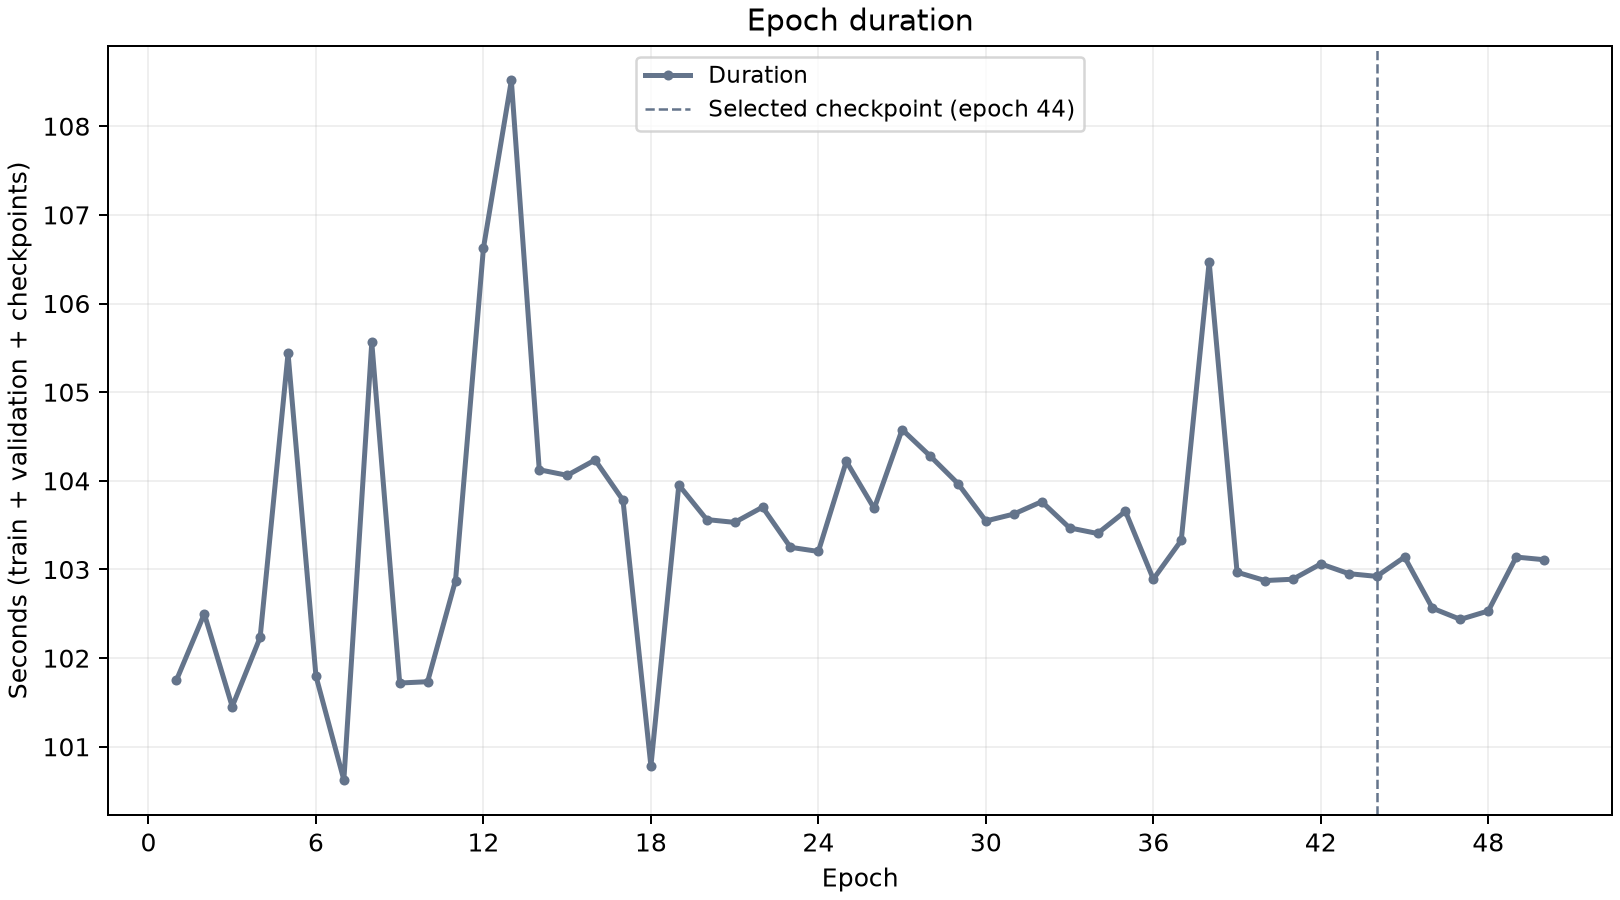 Epoch duration
Duration
Selected checkpoint (epoch 44)
Seconds (train + validation + checkpoints)
108
107
106
105
104
103
102
101
0 6 12 18 24 30 36 42 48
Epoch